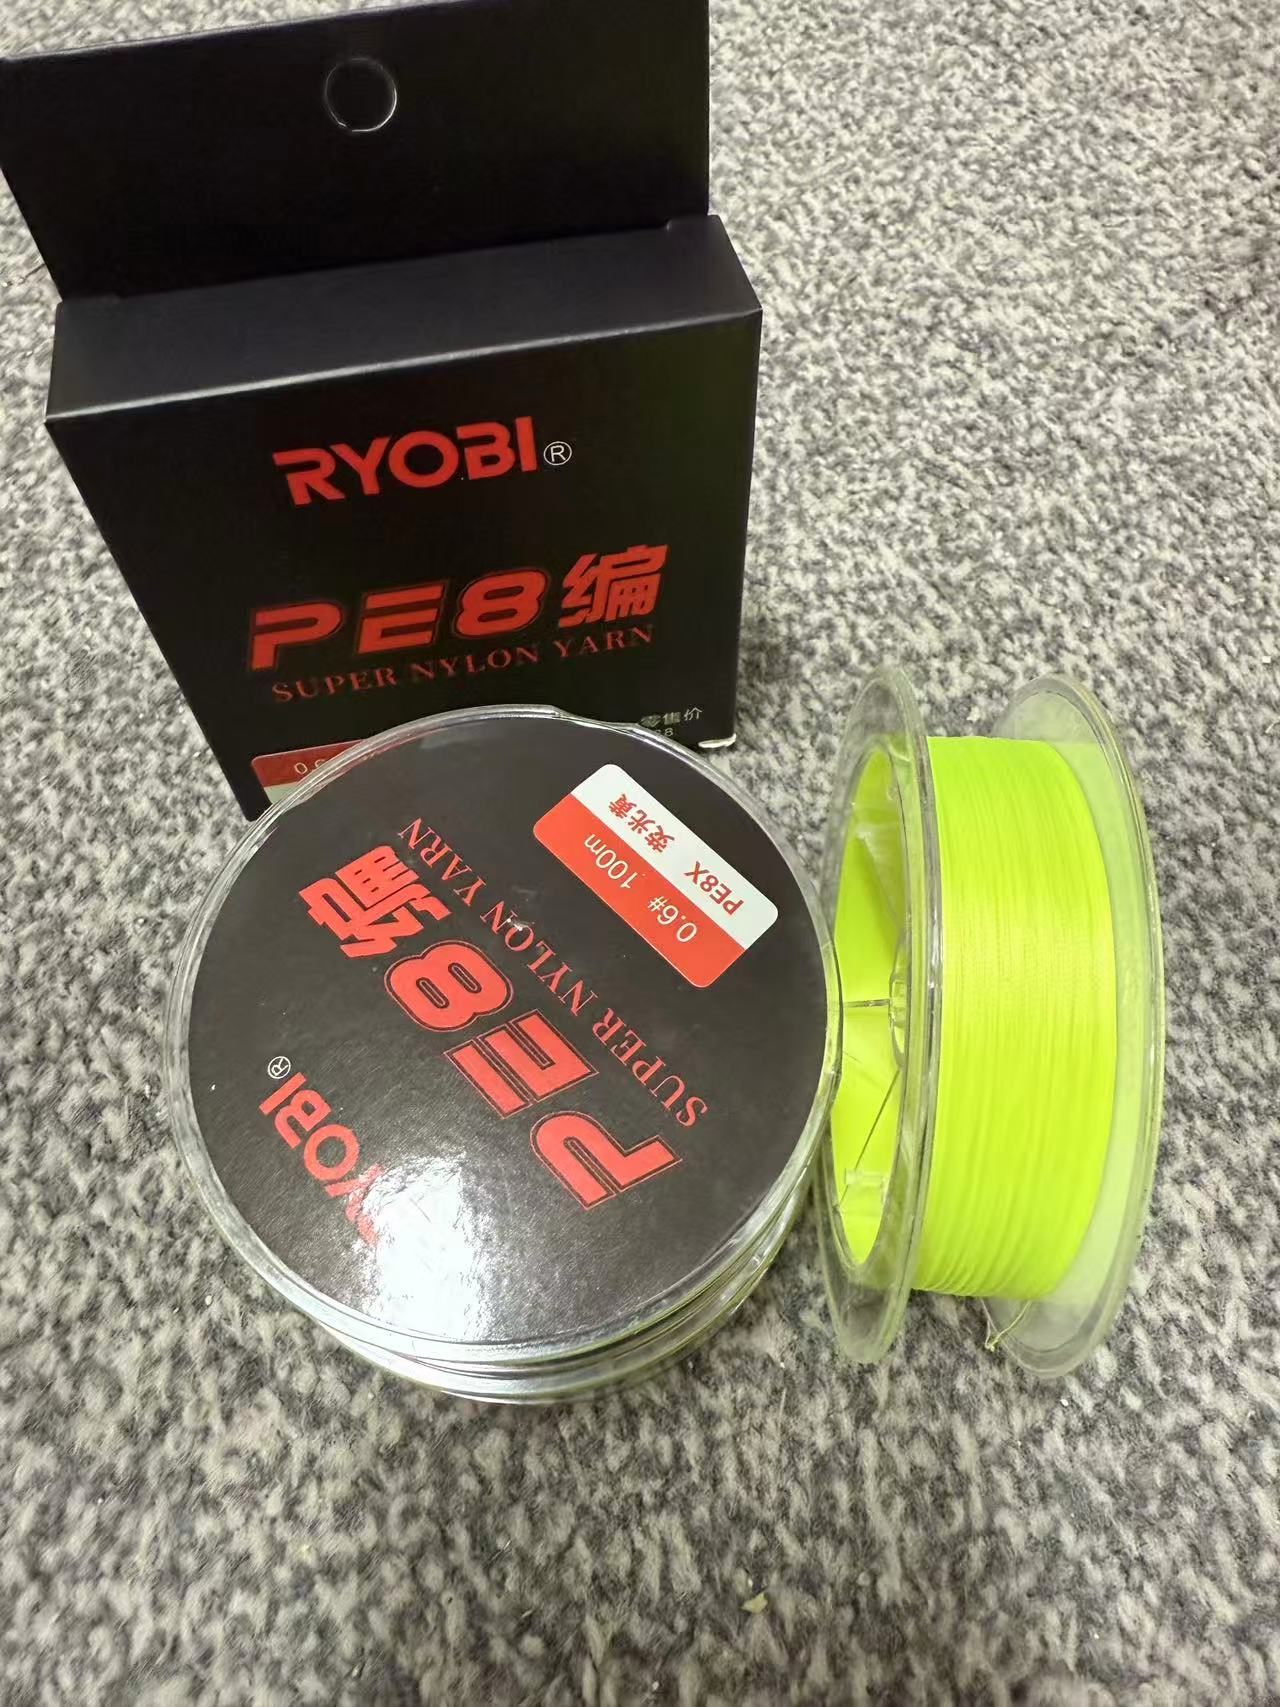 RYOBI®
PE8编
SUPER NYLON YARN
零售价
RYOBI®
PE8编
SUPER NYLON YARN
0.6# 100m
PE8X 荧光黄